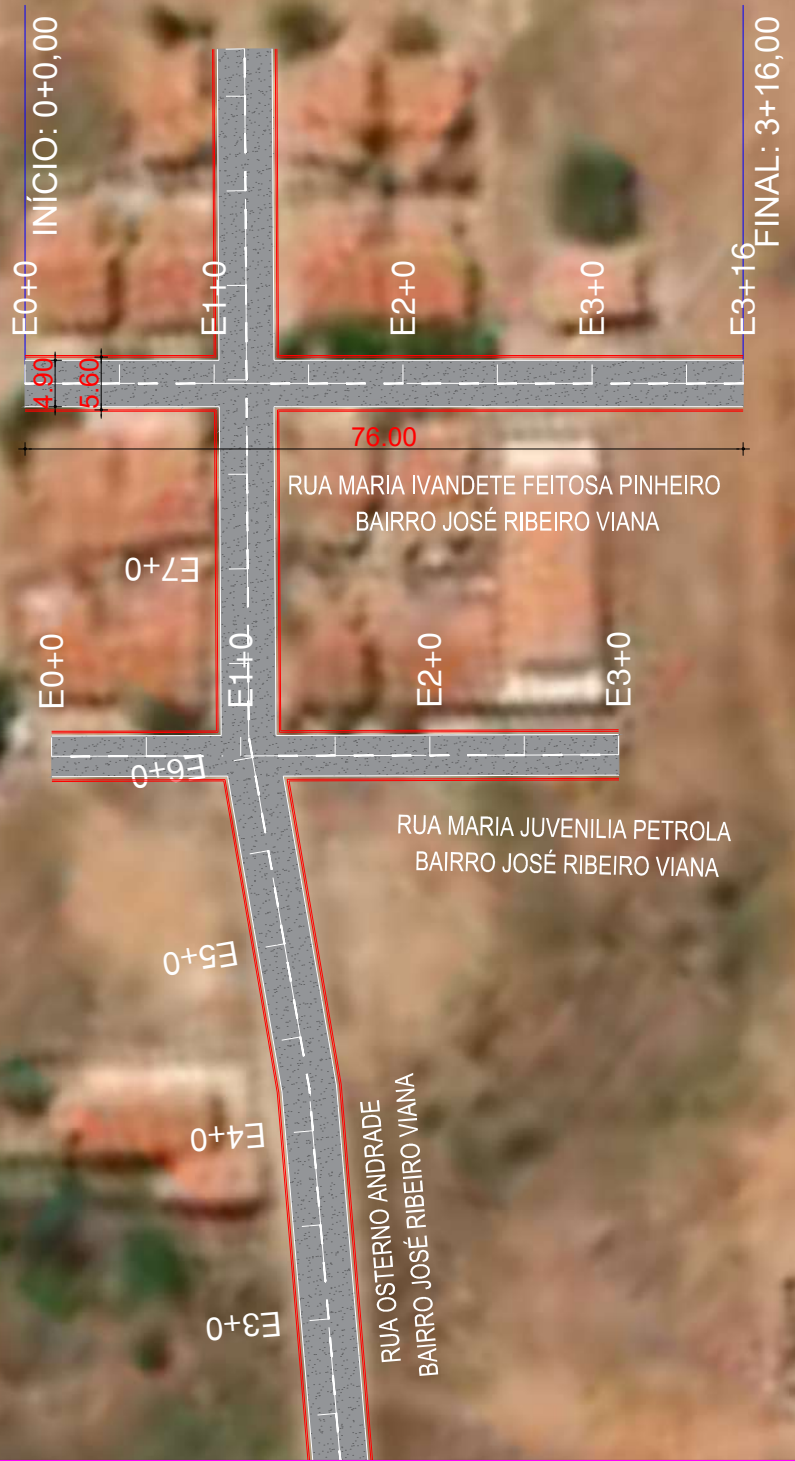 INÍCIO: 0+0,00
FINAL: 3+16,00
E0+0
E1+0
E2+0
E3+0
E3+16
4.90
5.60
76.00
RUA MARIA IVANDETE FEITOSA PINHEIRO
BAIRRO JOSÉ RIBEIRO VIANA
E7+0
E0+0
E1+0
E2+0
E3+0
E6+0
RUA MARIA JUVENILIA PETROLA
BAIRRO JOSÉ RIBEIRO VIANA
E5+0
E4+0
E3+0
RUA OSTERNO ANDRADE
BAIRRO JOSÉ RIBEIRO VIANA